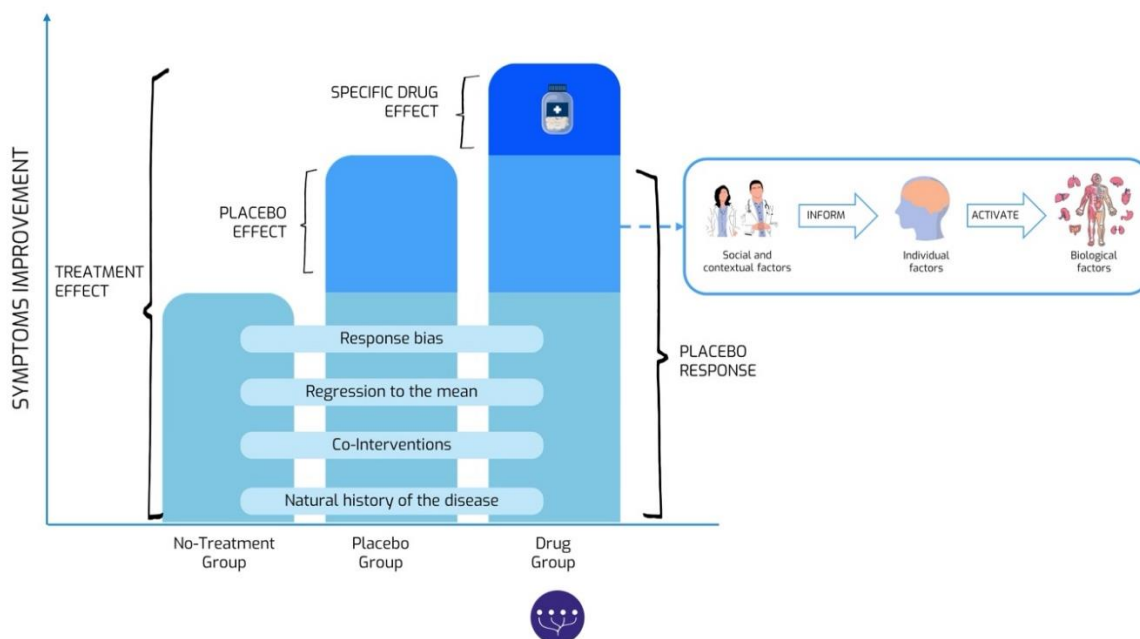 SYMPTOMS IMPROVEMENT
TREATMENT
EFFECT
PLACEBO
EFFECT
SPECIFIC DRUG
EFFECT
PLACEBO
RESPONSE
Response bias
Regression to the mean
Co-Interventions
Natural history of the disease
No-Treatment
Group
Placebo
Group
Drug
Group
INFORM
ACTIVATE
Social and
contextual factors
Individual
factors
Biological
factors